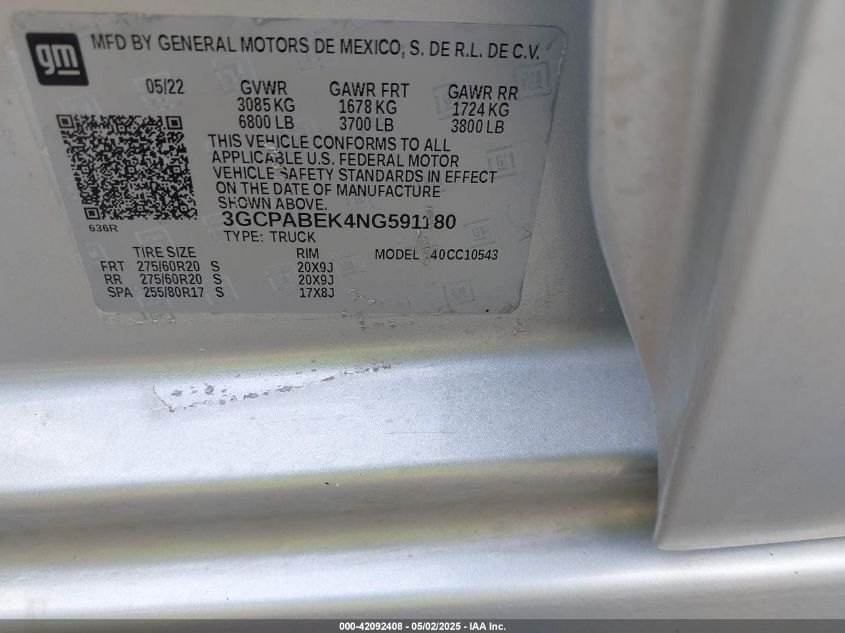 gm
MFD BY GENERAL MOTORS DE MEXICO, S. DE R.L. DE C.V.
05/22 GVWR GAWR FRT GAWR RR
3085 KG 1678 KG 1724 KG
6800 LB 3700 LB 3800 LB
THIS VEHICLE CONFORMS TO ALL
APPLICABLE U.S. FEDERAL MOTOR
VEHICLE SAFETY STANDARDS IN EFFECT
ON THE DATE OF MANUFACTURE
SHOWN ABOVE.
636R
3GCPABEK4NG591180
TYPE: TRUCK
TIRE SIZE RIM MODEL 40CC10543
FRT 275/60R20 S 20X9J
RR 275/60R20 S 20X9J
SPA 255/80R17 S 17X8J
000-42092408 - 05/02/2025 - IAA Inc.